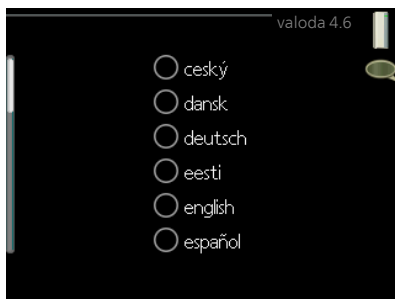 valoda 4.6
ceský
dansk
deutsch
eesti
english
español